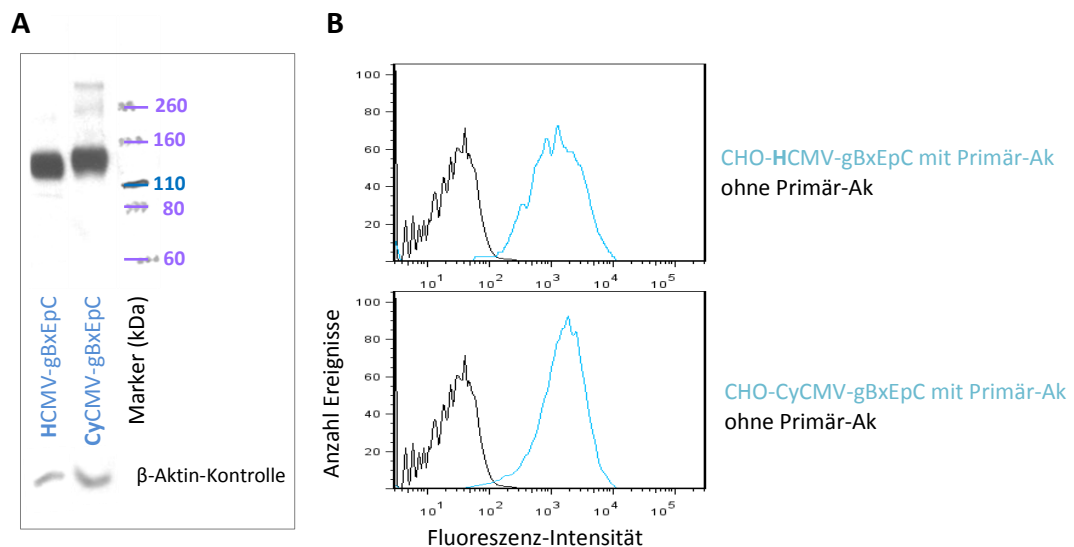 A
260
160
110
80
60
HCMV-gBxEpC
CyCMV-gBxEpC
Marker (kDa)
β-Aktin-Kontrolle
B
100
80
60
40
20
10¹ 10² 10³ 10⁴ 10⁵
CHO-HCMV-gBxEpC mit Primär-Ak
ohne Primär-Ak
100
80
60
40
20
10¹ 10² 10³ 10⁴ 10⁵
CHO-CyCMV-gBxEpC mit Primär-Ak
ohne Primär-Ak
Anzahl Ereignisse
Fluoreszenz-Intensität